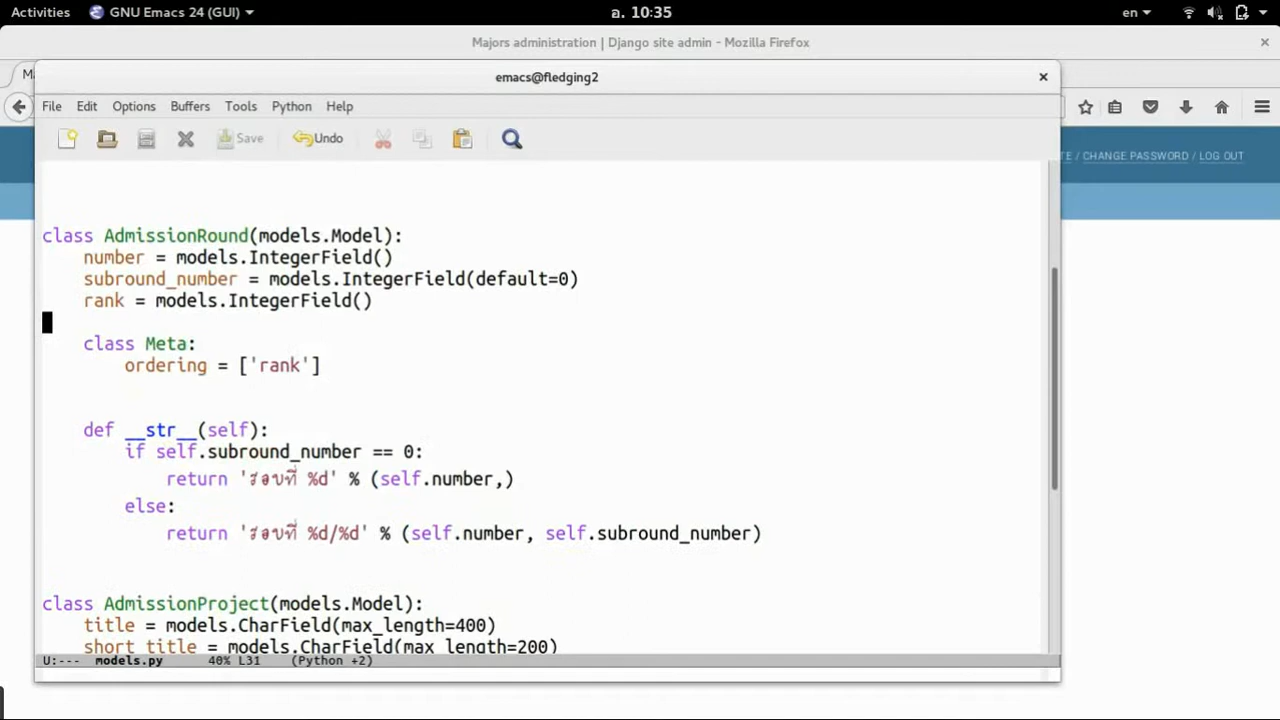 Activities GNU Emacs 24 (GUI) อ. 10:35 en
Majors administration | Django site admin - Mozilla Firefox
emacs@fledging2
File Edit Options Buffers Tools Python Help
Save Undo
/ CHANGE PASSWORD / LOG OUT
class AdmissionRound(models.Model):
number = models.IntegerField()
subround_number = models.IntegerField(default=0)
rank = models.IntegerField()
class Meta:
ordering = ['rank']
def __str__(self):
if self.subround_number == 0:
return 'รอบที่ %d' % (self.number,)
else:
return 'รอบที่ %d/%d' % (self.number, self.subround_number)
class AdmissionProject(models.Model):
title = models.CharField(max_length=400)
short_title = models.CharField(max_length=200)
U:--- models.py 40% L31 (Python +2)